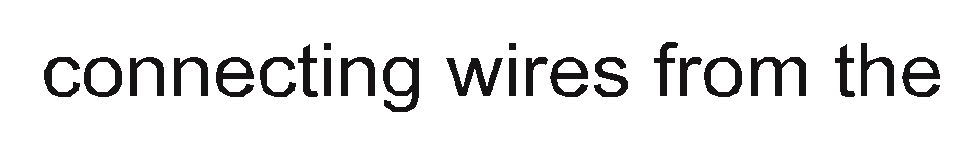 connecting wires from the